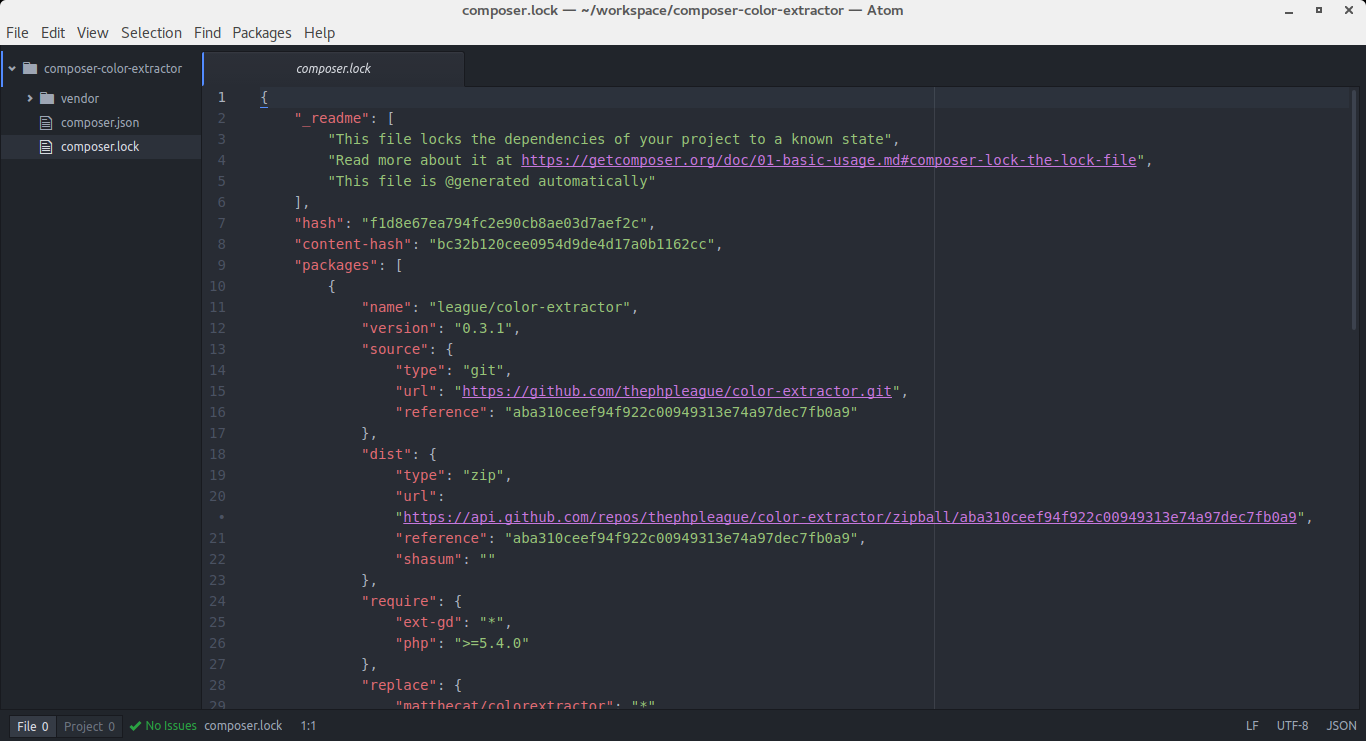 composer.lock — ~/workspace/composer-color-extractor — Atom
File Edit View Selection Find Packages Help
composer-color-extractor
vendor
composer.json
composer.lock
composer.lock
1 {
2 "_readme": [
3 "This file locks the dependencies of your project to a known state",
4 "Read more about it at https://getcomposer.org/doc/01-basic-usage.md#composer-lock-the-lock-file",
5 "This file is @generated automatically"
6 ],
7 "hash": "f1d8e67ea794fc2e90cb8ae03d7aef2c",
8 "content-hash": "bc32b120cee0954d9de4d17a0b1162cc",
9 "packages": [
10 {
11 "name": "league/color-extractor",
12 "version": "0.3.1",
13 "source": {
14 "type": "git",
15 "url": "https://github.com/thephpleague/color-extractor.git",
16 "reference": "aba310ceef94f922c00949313e74a97dec7fb0a9"
17 },
18 "dist": {
19 "type": "zip",
20 "url":
• "https://api.github.com/repos/thephpleague/color-extractor/zipball/aba310ceef94f922c00949313e74a97dec7fb0a9",
21 "reference": "aba310ceef94f922c00949313e74a97dec7fb0a9",
22 "shasum": ""
23 },
24 "require": {
25 "ext-gd": "*",
26 "php": ">=5.4.0"
27 },
28 "replace": {
29 "matthecat/colorextractor": "*"
File 0 Project 0 No Issues composer.lock 1:1 LF UTF-8 JSON